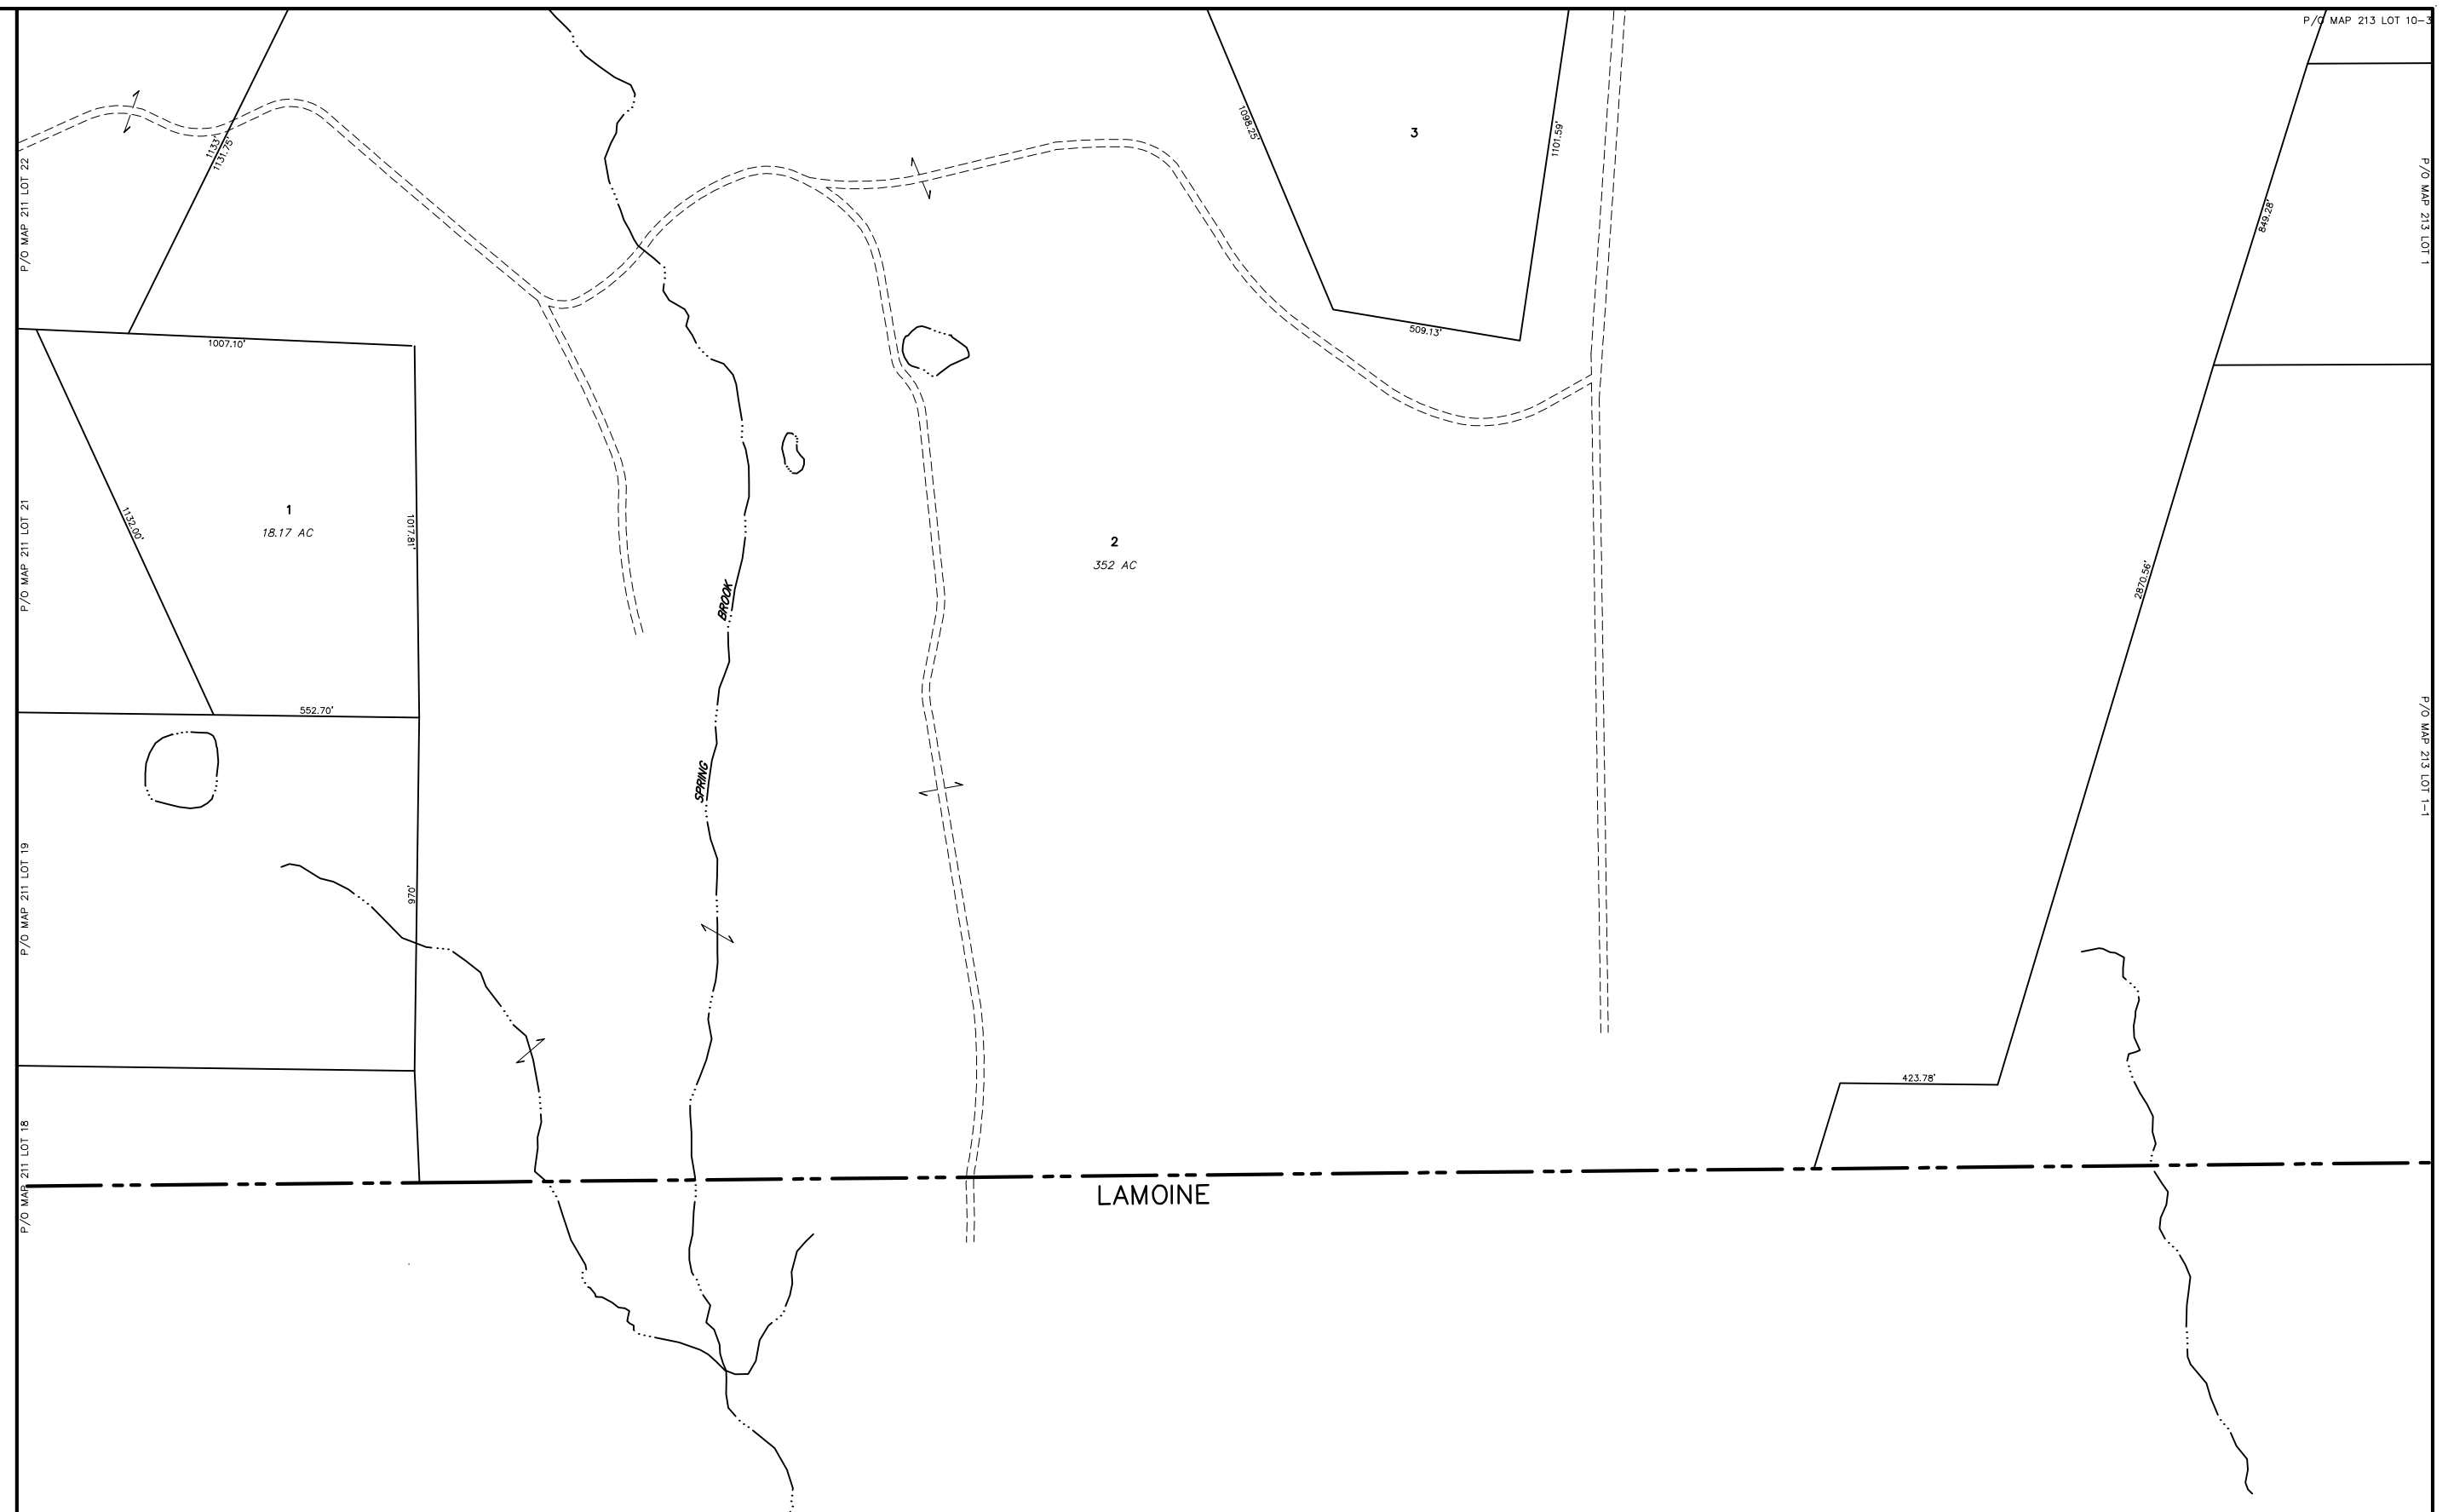 P/O MAP 213 LOT 10-3
P/O MAP 211 LOT 22
1133'
1131.75'
1098.25'
3
1101.59'
849.28'
P/O MAP 213 LOT 1
1007.10'
509.13'
P/O MAP 211 LOT 21
1132.00'
1
18.17 AC
1017.81'
2
352 AC
2870.56'
BROOK
SPRING
552.70'
P/O MAP 213 LOT 1-1
P/O MAP 211 LOT 19
970'
423.78'
P/O MAP 211 LOT 18
LAMOINE